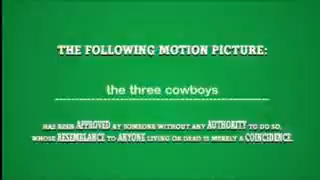 THE FOLLOWING MOTION PICTURE:
the three cowboys
HAS BEEN APPROVED BY SOMEONE WITHOUT ANY AUTHORITY TO DO SO,
WHOSE RESEMBLANCE TO ANYONE LIVING OR DEAD IS MERELY A COINCIDENCE.